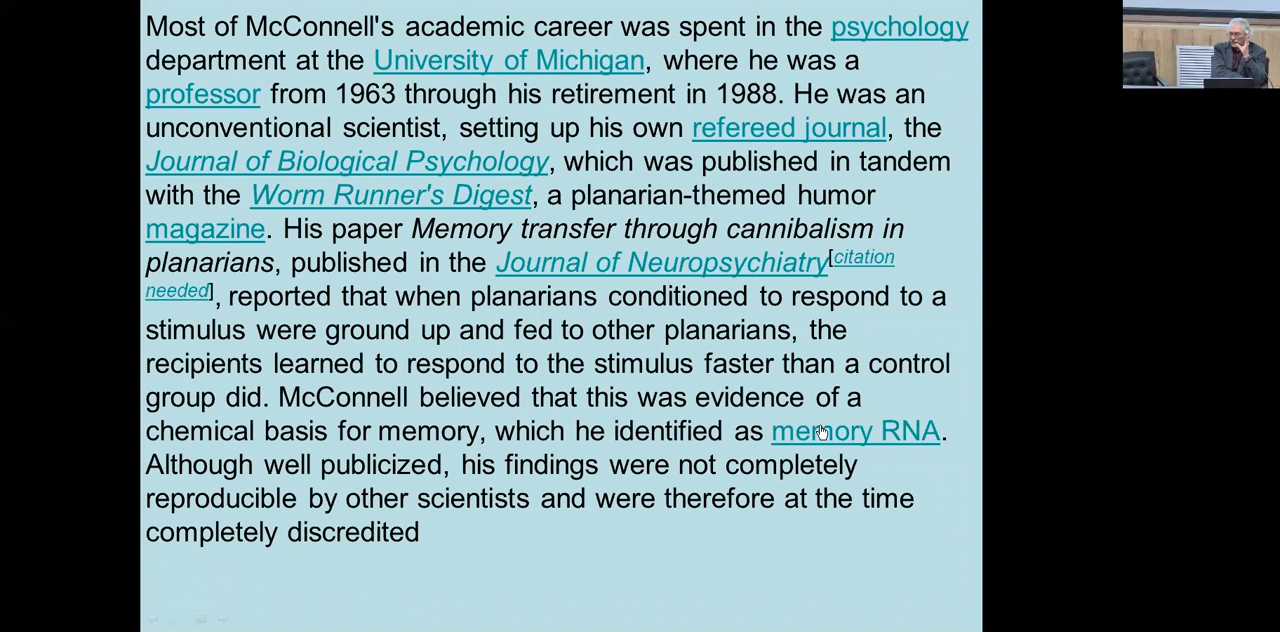 Most of McConnell's academic career was spent in the psychology
department at the University of Michigan, where he was a
professor from 1963 through his retirement in 1988. He was an
unconventional scientist, setting up his own refereed journal, the
Journal of Biological Psychology, which was published in tandem
with the Worm Runner's Digest, a planarian-themed humor
magazine. His paper Memory transfer through cannibalism in
planarians, published in the Journal of Neuropsychiatry[citation
needed], reported that when planarians conditioned to respond to a
stimulus were ground up and fed to other planarians, the
recipients learned to respond to the stimulus faster than a control
group did. McConnell believed that this was evidence of a
chemical basis for memory, which he identified as memory RNA.
Although well publicized, his findings were not completely
reproducible by other scientists and were therefore at the time
completely discredited